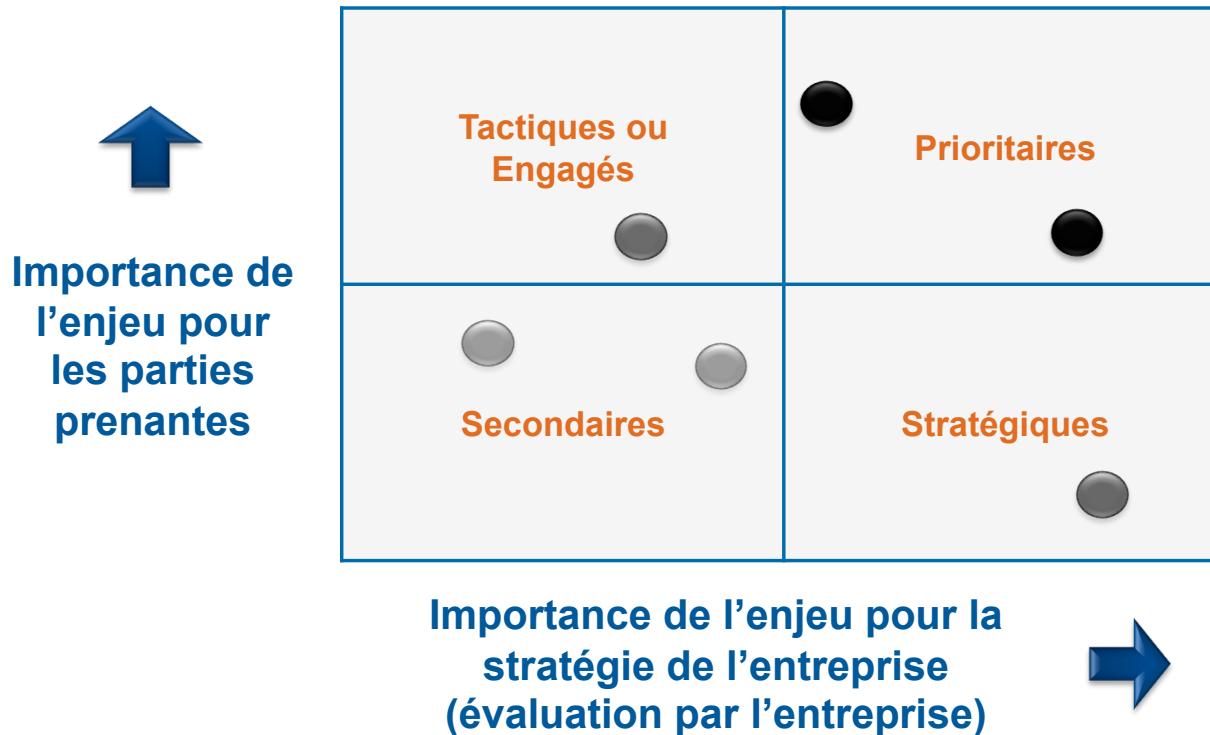 Tactiques ou
Engagés
Prioritaires
Importance de
l’enjeu pour
les parties
prenantes
Secondaires
Stratégiques
Importance de l’enjeu pour la
stratégie de l’entreprise
(évaluation par l’entreprise)